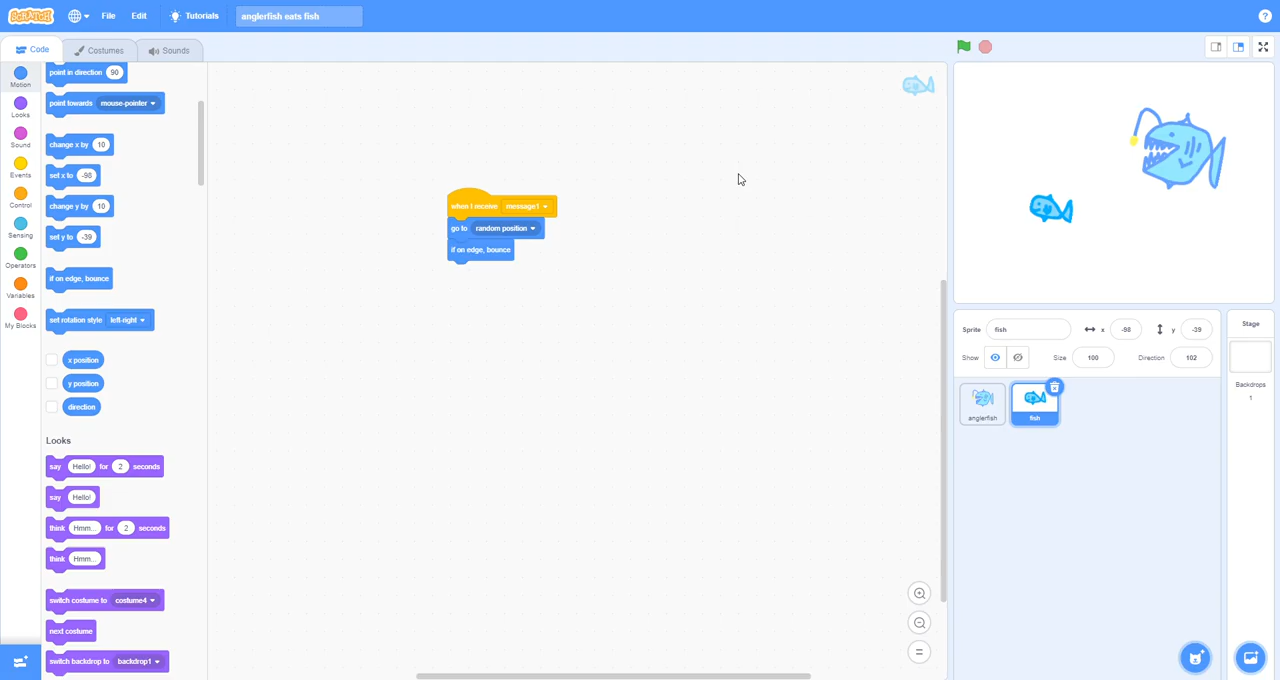 SCRATCH File Edit Tutorials anglerfish eats fish ?
Code Costumes Sounds
Motion
Looks
Sound
Events
Control
Sensing
Operators
Variables
My Blocks
point in direction 90
point towards mouse-pointer
change x by 10
set x to -98
change y by 10
set y to -39
if on edge, bounce
set rotation style left-right
x position
y position
direction
Looks
say Hello! for 2 seconds
say Hello!
think Hmm... for 2 seconds
think Hmm...
switch costume to costume4
next costume
switch backdrop to backdrop1
when I receive message1
go to random position
if on edge, bounce
Sprite fish x -98 y -39
Show Size 100 Direction 102
anglerfish
fish
Stage
Backdrops
1